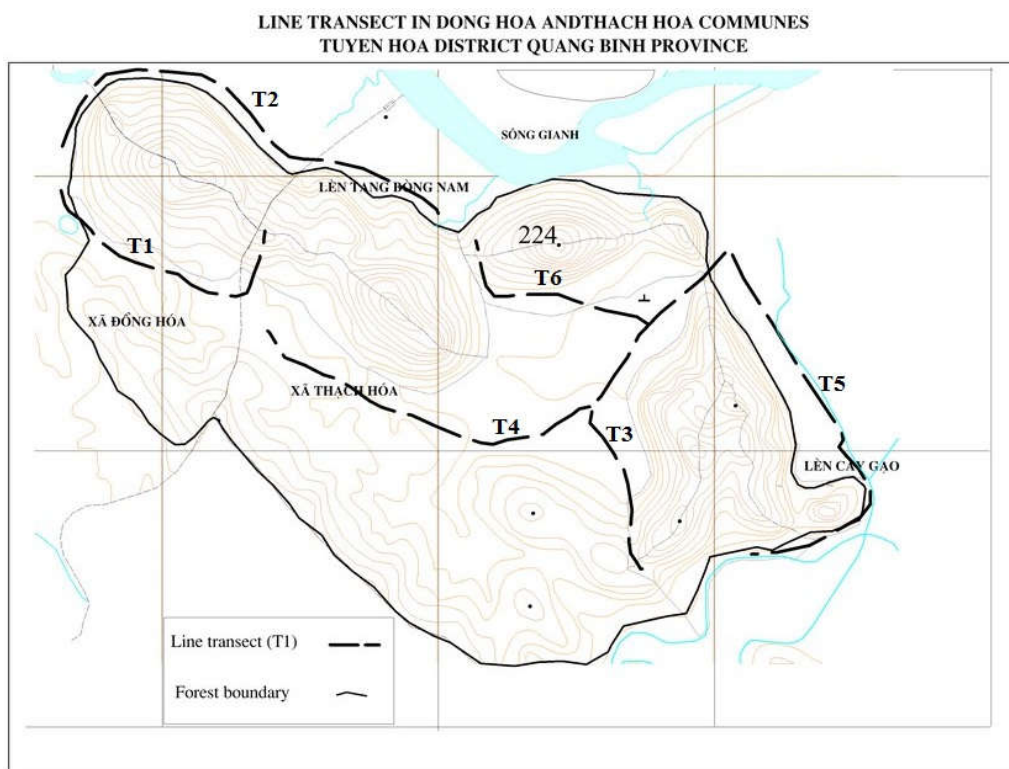 LINE TRANSECT IN DONG HOA ANDTHACH HOA COMMUNES
TUYEN HOA DISTRICT QUANG BINH PROVINCE
T2
SÔNG GIANH
LÈN TANG BÒNG NAM
T1
224
T6
XÃ ĐỒNG HÓA
XÃ THẠCH HÓA
T5
T4
T3
LÈN CÂY GẠO
Line transect (T1)
Forest boundary